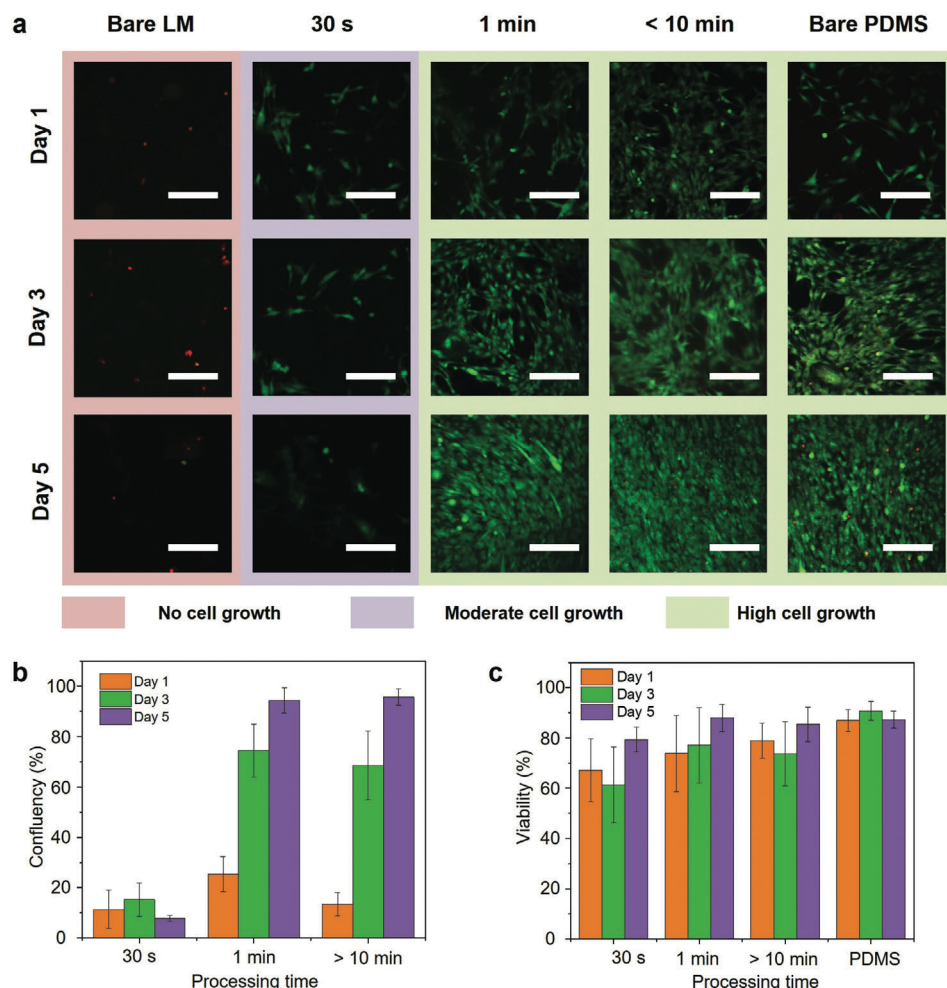 a
Bare LM 30 s 1 min < 10 min Bare PDMS
Day 1
Day 3
Day 5
No cell growth Moderate cell growth High cell growth
b
100
80
60
40
20
0
Confluency (%)
Day 1
Day 3
Day 5
30 s 1 min > 10 min
Processing time
c
100
80
60
40
20
0
Viability (%)
Day 1
Day 3
Day 5
30 s 1 min > 10 min PDMS
Processing time